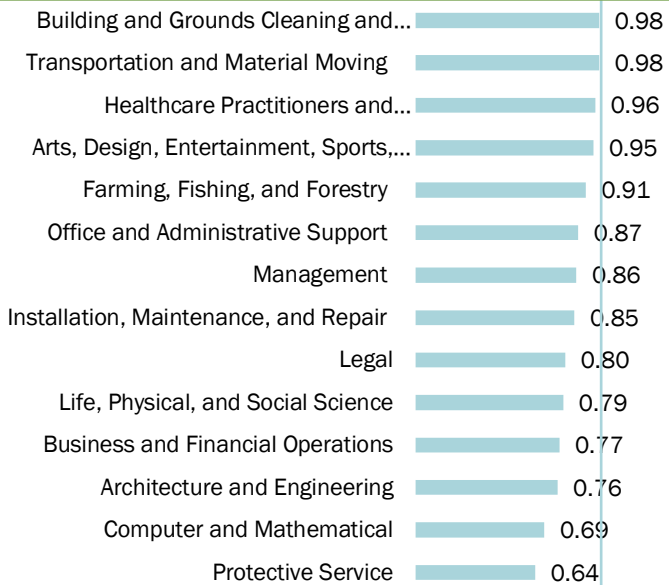 Building and Grounds Cleaning and... 0.98
Transportation and Material Moving 0.98
Healthcare Practitioners and... 0.96
Arts, Design, Entertainment, Sports,... 0.95
Farming, Fishing, and Forestry 0.91
Office and Administrative Support 0.87
Management 0.86
Installation, Maintenance, and Repair 0.85
Legal 0.80
Life, Physical, and Social Science 0.79
Business and Financial Operations 0.77
Architecture and Engineering 0.76
Computer and Mathematical 0.69
Protective Service 0.64